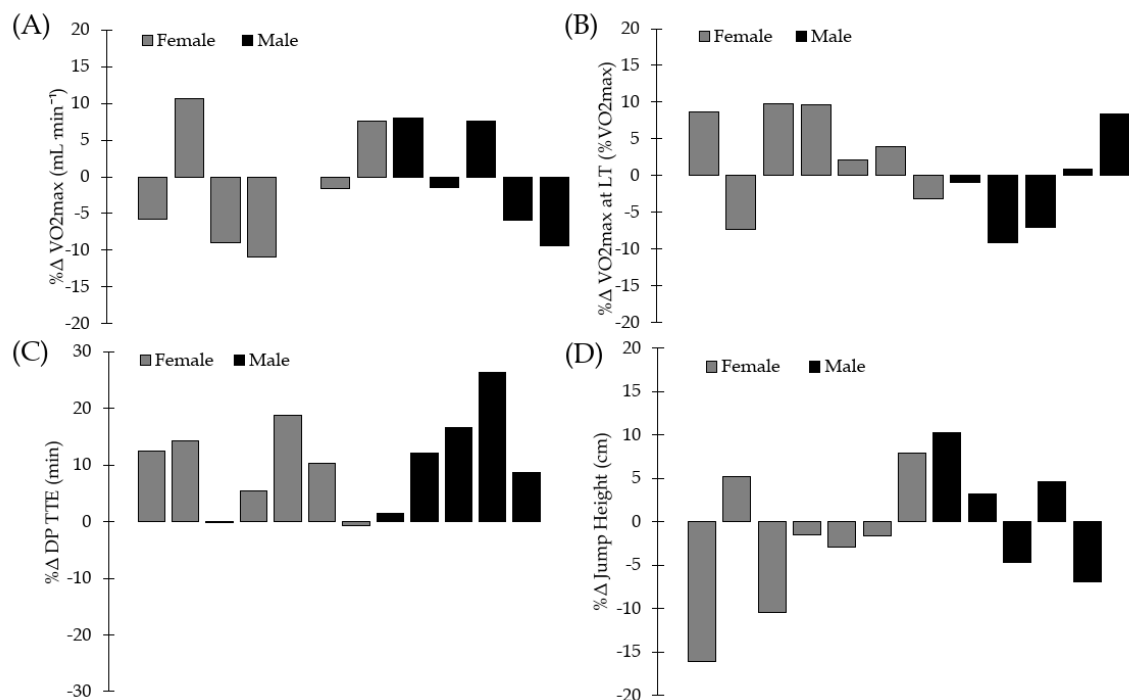 (A)
Female Male
%Δ VO2max (mL·min⁻¹)
20
15
10
5
0
-5
-10
-15
-20
(B)
Female Male
%Δ VO2max at LT (%VO2max)
20
15
10
5
0
-5
-10
-15
-20
(C)
Female Male
%Δ DP TTE (min)
30
20
10
0
-10
-20
-30
(D)
Female Male
%Δ Jump Height (cm)
20
15
10
5
0
-5
-10
-15
-20